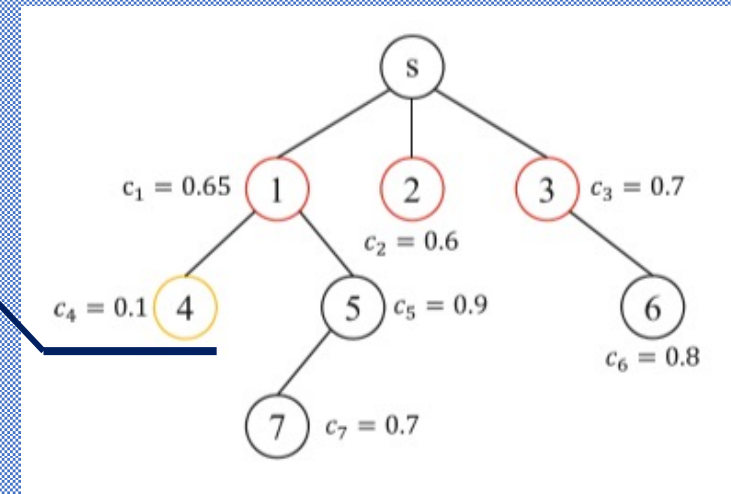 s
c₁ = 0.65 1 2 3 c₃ = 0.7
c₂ = 0.6
c₄ = 0.1 4 5 c₅ = 0.9 6
c₆ = 0.8
7 c₇ = 0.7